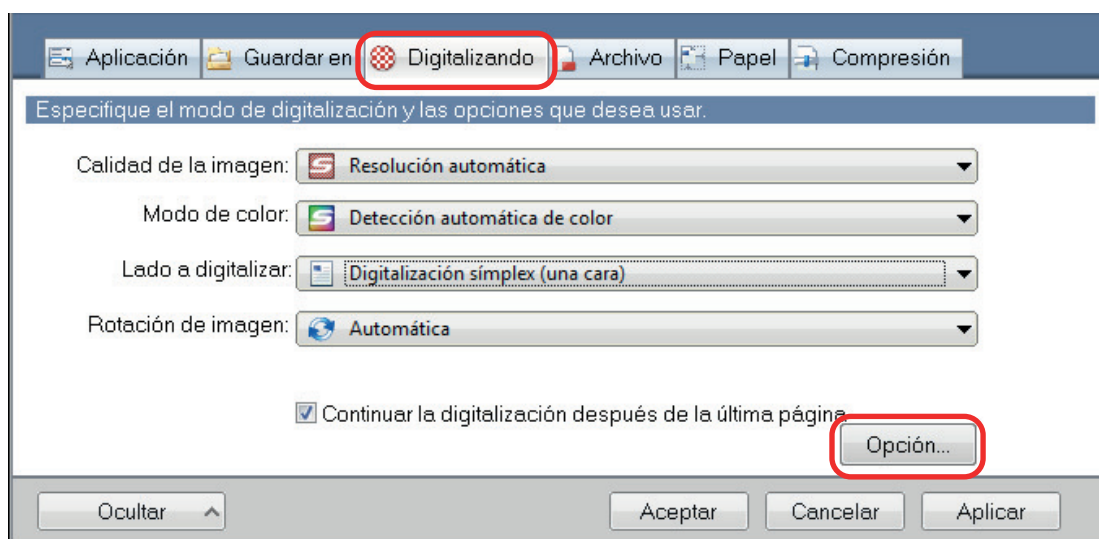 Aplicación Guardar en Digitalizando Archivo Papel Compresión
Especifique el modo de digitalización y las opciones que desea usar.
Calidad de la imagen: Resolución automática
Modo de color: Detección automática de color
Lado a digitalizar: Digitalización símplex (una cara)
Rotación de imagen: Automática
Continuar la digitalización después de la última página
Opción...
Ocultar Aceptar Cancelar Aplicar